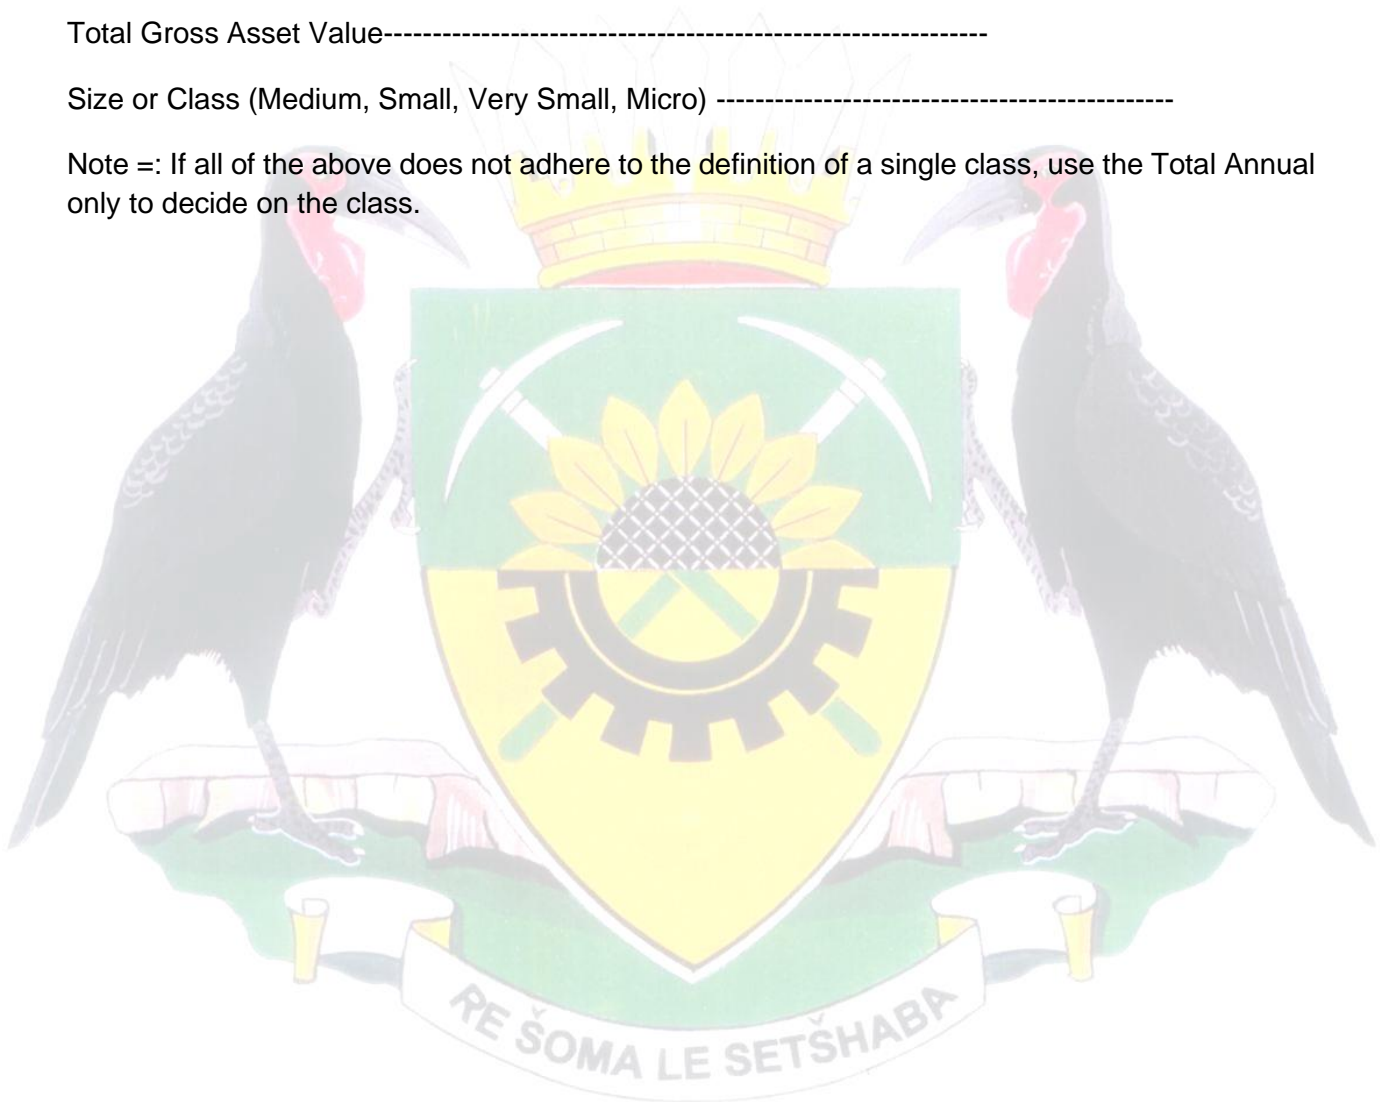 Total Gross Asset Value--------------------------------------------------------------
Size or Class (Medium, Small, Very Small, Micro) -----------------------------------------------
Note =: If all of the above does not adhere to the definition of a single class, use the Total Annual
only to decide on the class.
RE ŠOMA LE SETŠHABA